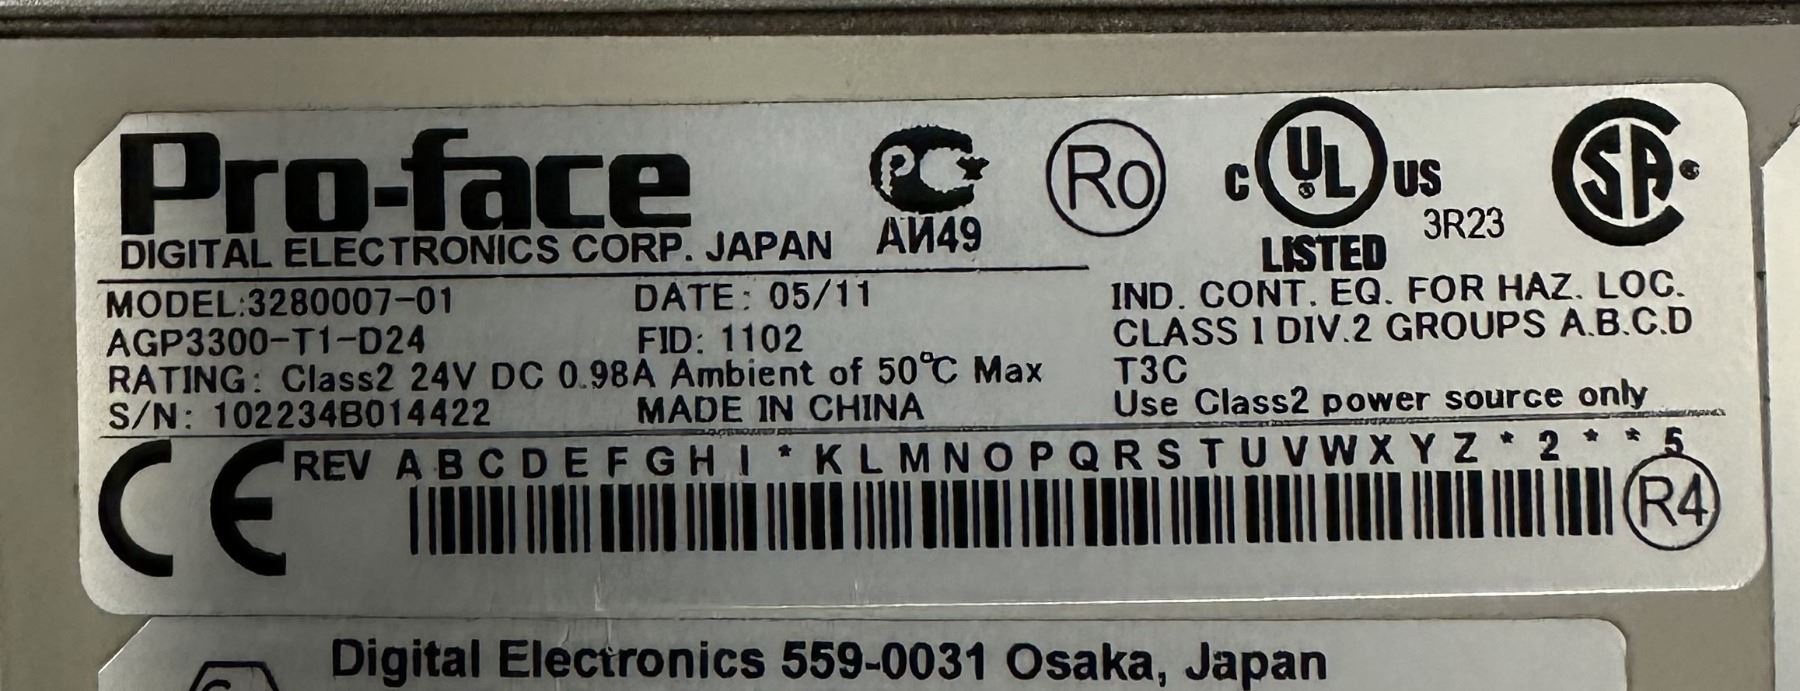 Pro-face
DIGITAL ELECTRONICS CORP. JAPAN
PC
АИ49
Ro
C UL US
LISTED
3R23
SA
MODEL:3280007-01
DATE: 05/11
AGP3300-T1-D24
FID: 1102
RATING: Class2 24V DC 0.98A Ambient of 50℃ Max
S/N: 102234B014422
MADE IN CHINA
IND. CONT. EQ. FOR HAZ. LOC.
CLASS 1 DIV.2 GROUPS A.B.C.D
T3C
Use Class2 power source only
CE
REV A B C D E F G H I * K L M N O P Q R S T U V W X Y Z * 2 * * 5
R4
Digital Electronics 559-0031 Osaka, Japan